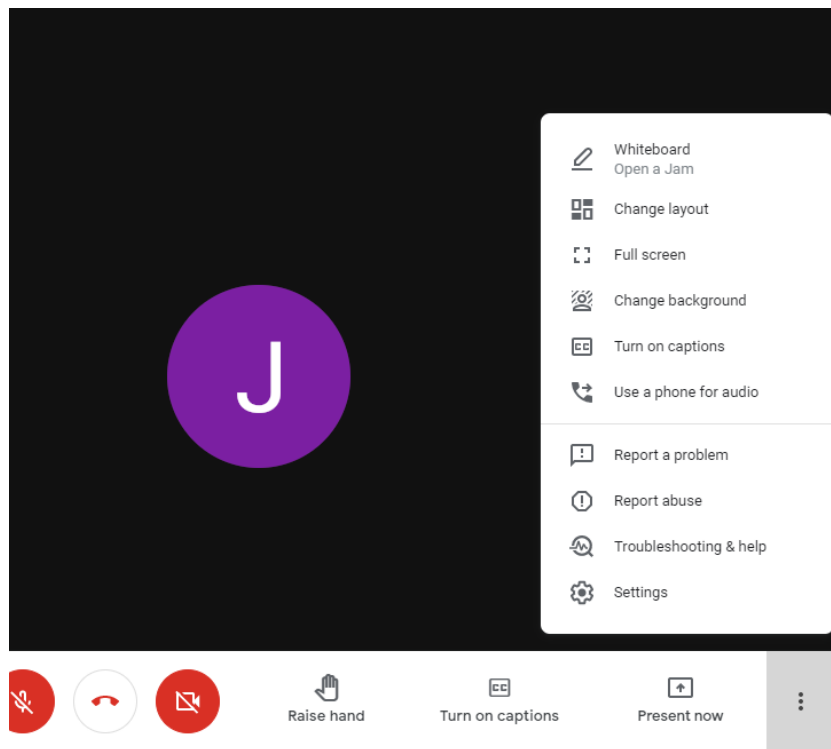 J
Whiteboard
Open a Jam
Change layout
Full screen
Change background
Turn on captions
Use a phone for audio
Report a problem
Report abuse
Troubleshooting & help
Settings
Raise hand
Turn on captions
Present now